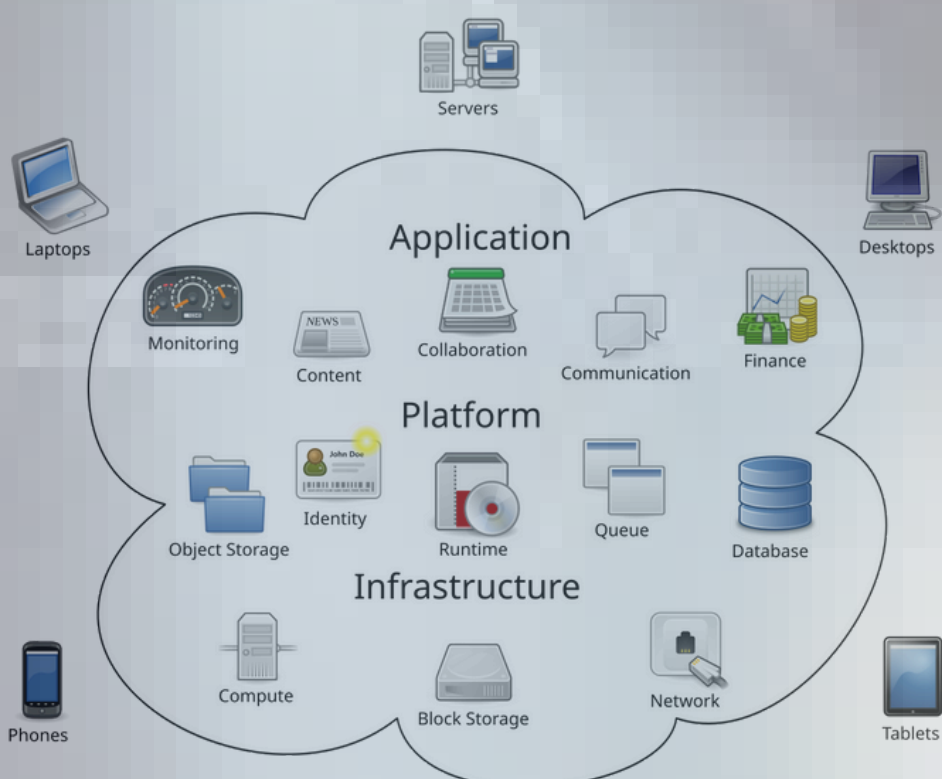 Servers
Laptops
Desktops
Application
Monitoring
Content
NEWS
Collaboration
Communication
Finance
Platform
Object Storage
John Doe
Identity
Runtime
Queue
Database
Infrastructure
Compute
Block Storage
Network
Phones
Tablets